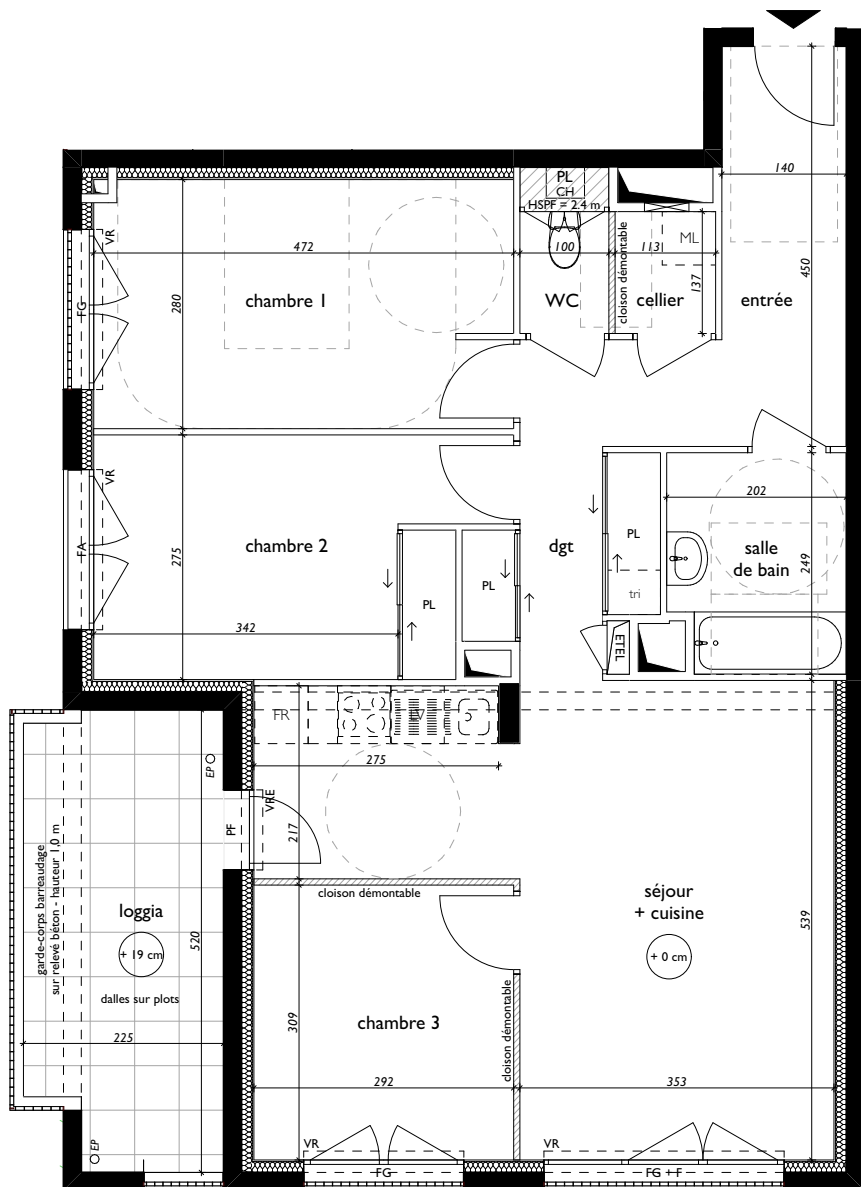 140
PL
CH
HSPF = 2.4 m
472
100
113
ML
137
450
cloison démontable
VR
FG
280
chambre 1
WC
cellier
entrée
VR
FA
275
chambre 2
342
PL
PL
dgt
PL
tri
202
salle
de bain
249
ETEL
FR
LV
275
EP
VRE
PF
217
cloison démontable
séjour
+ cuisine
+ 0 cm
539
garde-corps barreaudage
sur relevé béton - hauteur 1,0 m
loggia
+ 19 cm
dalles sur plots
520
225
309
chambre 3
cloison démontable
292
353
EP
VR
FG
VR
FG + F